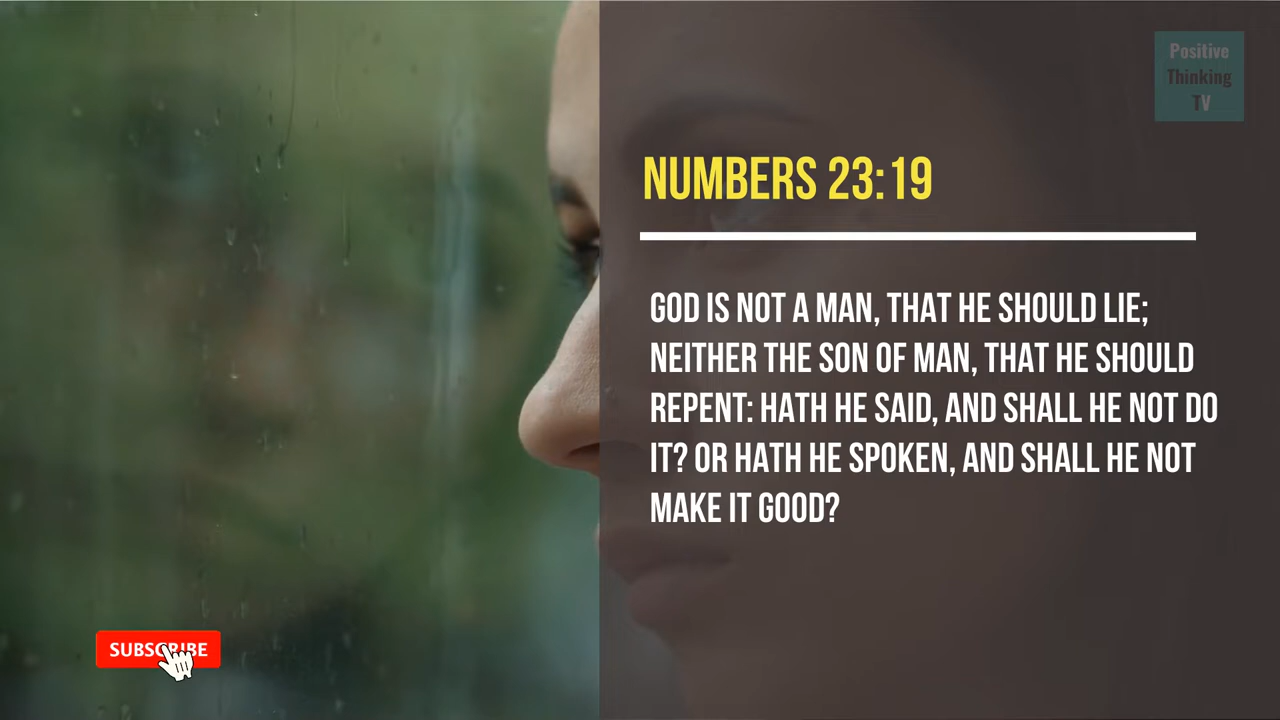 Positive
Thinking
TV
NUMBERS 23:19
GOD IS NOT A MAN, THAT HE SHOULD LIE;
NEITHER THE SON OF MAN, THAT HE SHOULD
REPENT: HATH HE SAID, AND SHALL HE NOT DO
IT? OR HATH HE SPOKEN, AND SHALL HE NOT
MAKE IT GOOD?
SUBSCRIBE